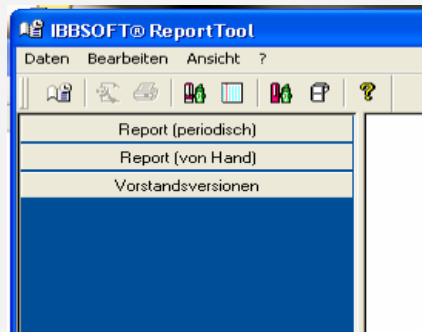 IBBSOFT® ReportTool
Daten Bearbeiten Ansicht ?
Report (periodisch)
Report (von Hand)
Vorstandsversionen